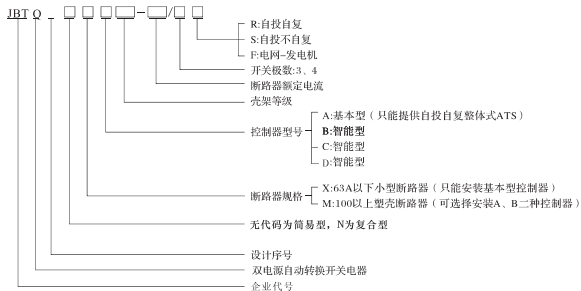 JBTQ_□□□□-□/□□
R:自投自复
S:自投不自复
F:电网-发电机
开关极数:3、4
断路器额定电流
壳架等级
控制器型号
A:基本型（只能提供自投自复整体式ATS）
B:智能型
C:智能型
D:智能型
断路器规格
X:63A以下小型断路器（只能安装基本型控制器）
M:100以上塑壳断路器（可选择安装A、B二种控制器）
无代码为简易型，N为复合型
设计序号
双电源自动转换开关电器
企业代号